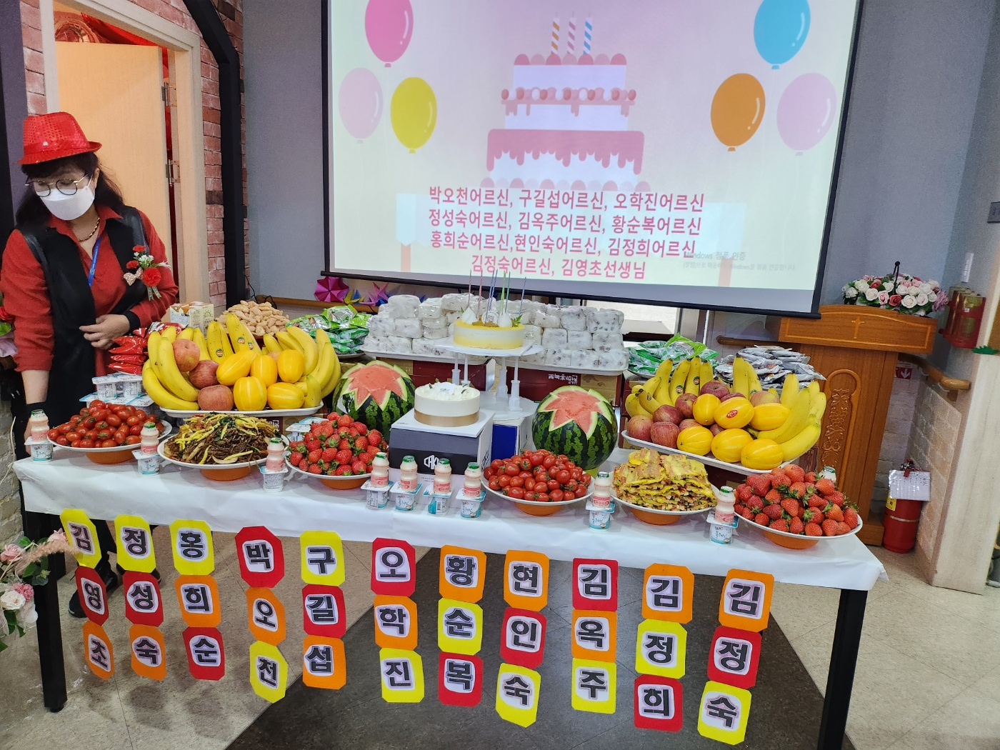 박오천어르신, 구길섭어르신, 오학진어르신
정성숙어르신, 김옥주어르신, 황순복어르신
홍희순어르신,현인숙어르신, 김정희어르신
김정숙어르신, 김영초선생님
Windows 정품 인증
김영초
정성숙
홍희순
박오천
구길섭
오학진
황순복
현인숙
김옥주
김정희
김정숙